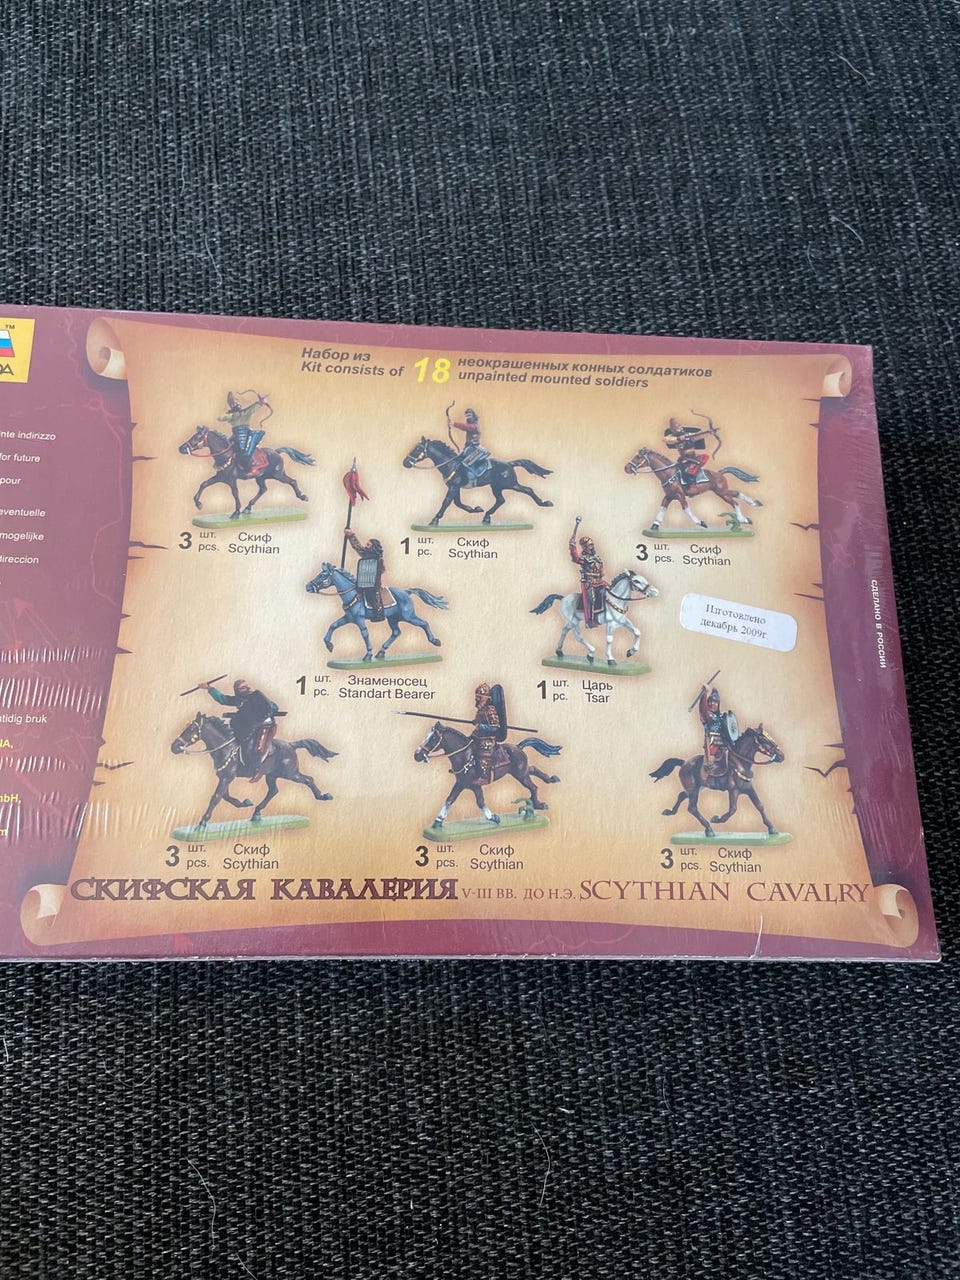 TM
Набор из
Kit consists of
18
неокрашенных конных солдатиков
unpainted mounted soldiers
indirizzo
for future
pour
eventuelle
mogelijke
direccion
bruk
3 шт. Скиф
pcs. Scythian
1 шт. Скиф
pc. Scythian
3 шт. Скиф
pcs. Scythian
1 шт. Знаменосец
pc. Standart Bearer
1 шт. Царь
pc. Tsar
Изготовлено
декабрь 2009г.
СДЕЛАНО В РОССИИ
3 шт. Скиф
pcs. Scythian
3 шт. Скиф
pcs. Scythian
3 шт. Скиф
pcs. Scythian
СКИФСКАЯ КАВАЛЕРИЯ V-III ВВ. ДО Н.Э. SCYTHIAN CAVALRY